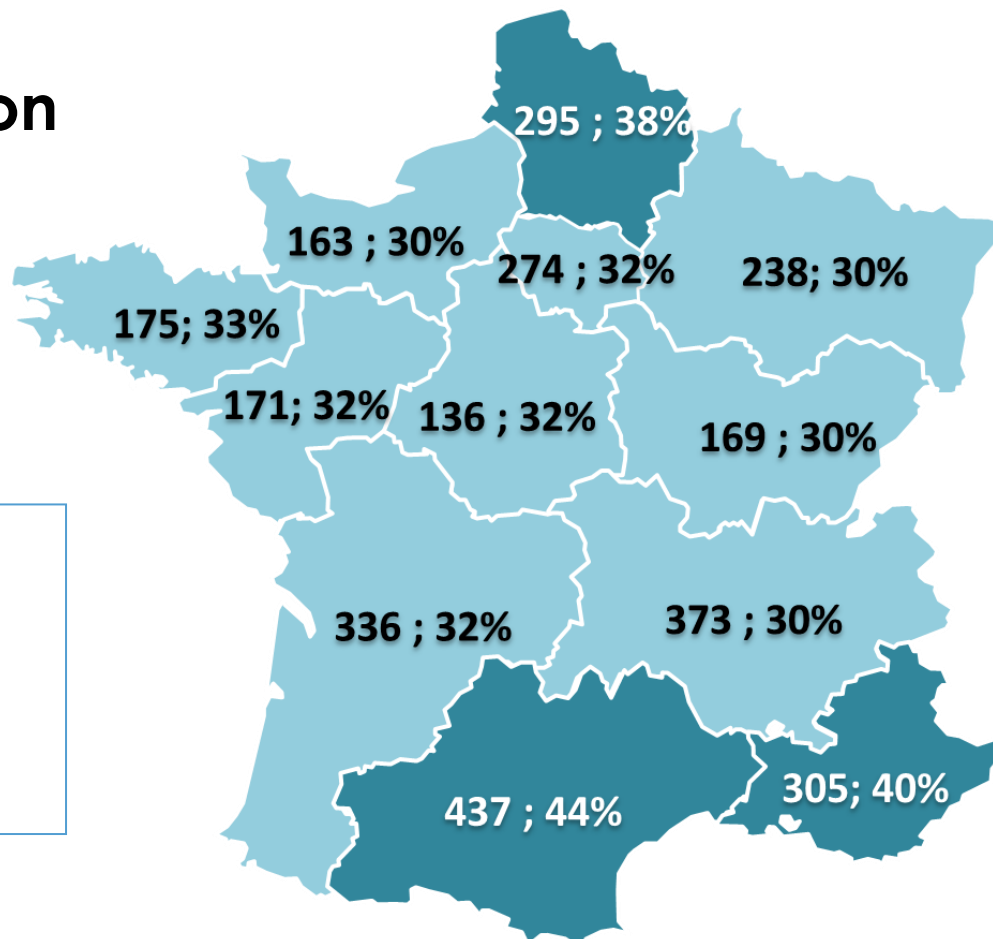 on
295 ; 38%
163 ; 30%
274 ; 32%
238; 30%
175; 33%
171; 32%
136 ; 32%
169 ; 30%
336 ; 32%
373 ; 30%
437 ; 44%
305; 40%